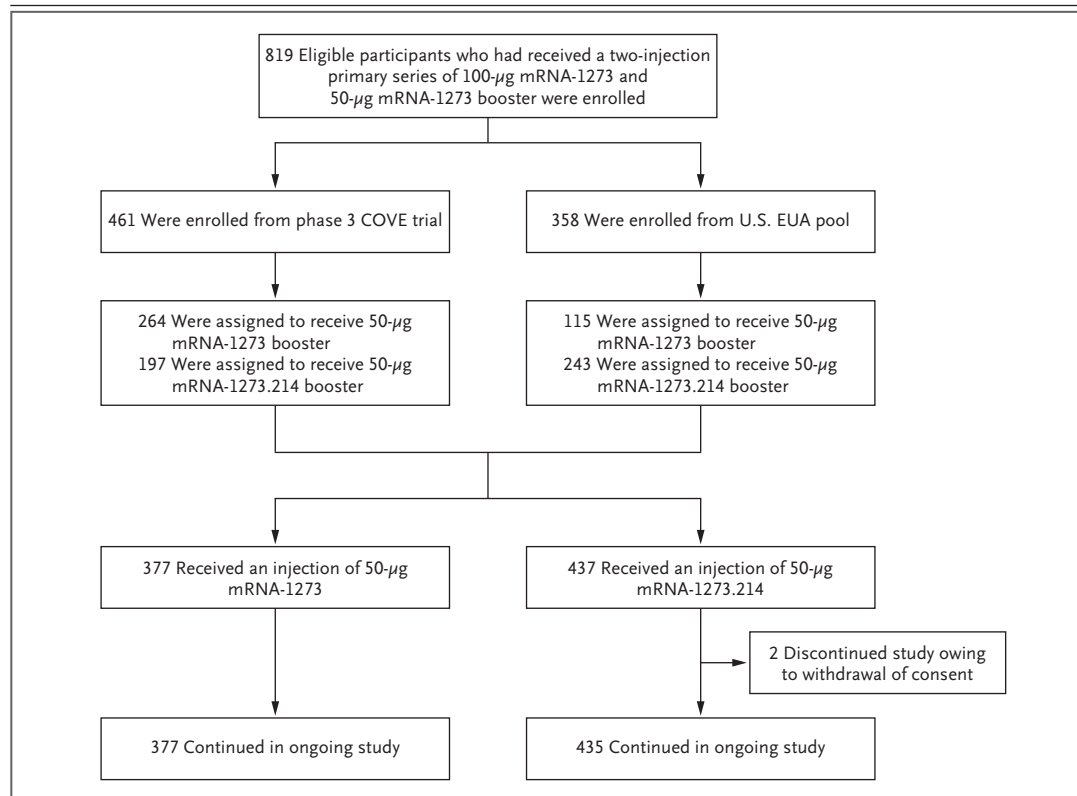 819 Eligible participants who had received a two-injection
primary series of 100-µg mRNA-1273 and
50-µg mRNA-1273 booster were enrolled
461 Were enrolled from phase 3 COVE trial
358 Were enrolled from U.S. EUA pool
264 Were assigned to receive 50-µg
mRNA-1273 booster
197 Were assigned to receive 50-µg
mRNA-1273.214 booster
115 Were assigned to receive 50-µg
mRNA-1273 booster
243 Were assigned to receive 50-µg
mRNA-1273.214 booster
377 Received an injection of 50-µg
mRNA-1273
437 Received an injection of 50-µg
mRNA-1273.214
2 Discontinued study owing
to withdrawal of consent
377 Continued in ongoing study
435 Continued in ongoing study